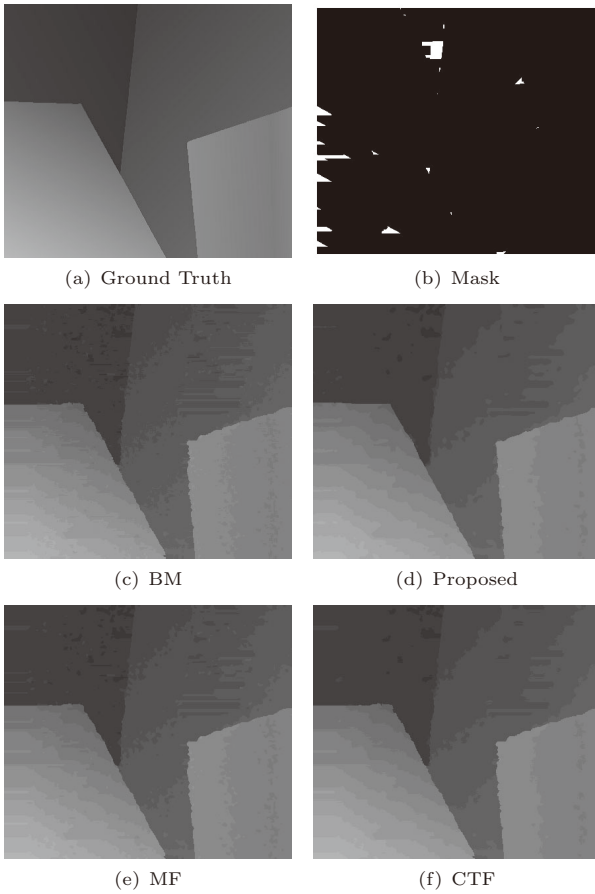 (a) Ground Truth
(b) Mask
(c) BM
(d) Proposed
(e) MF
(f) CTF